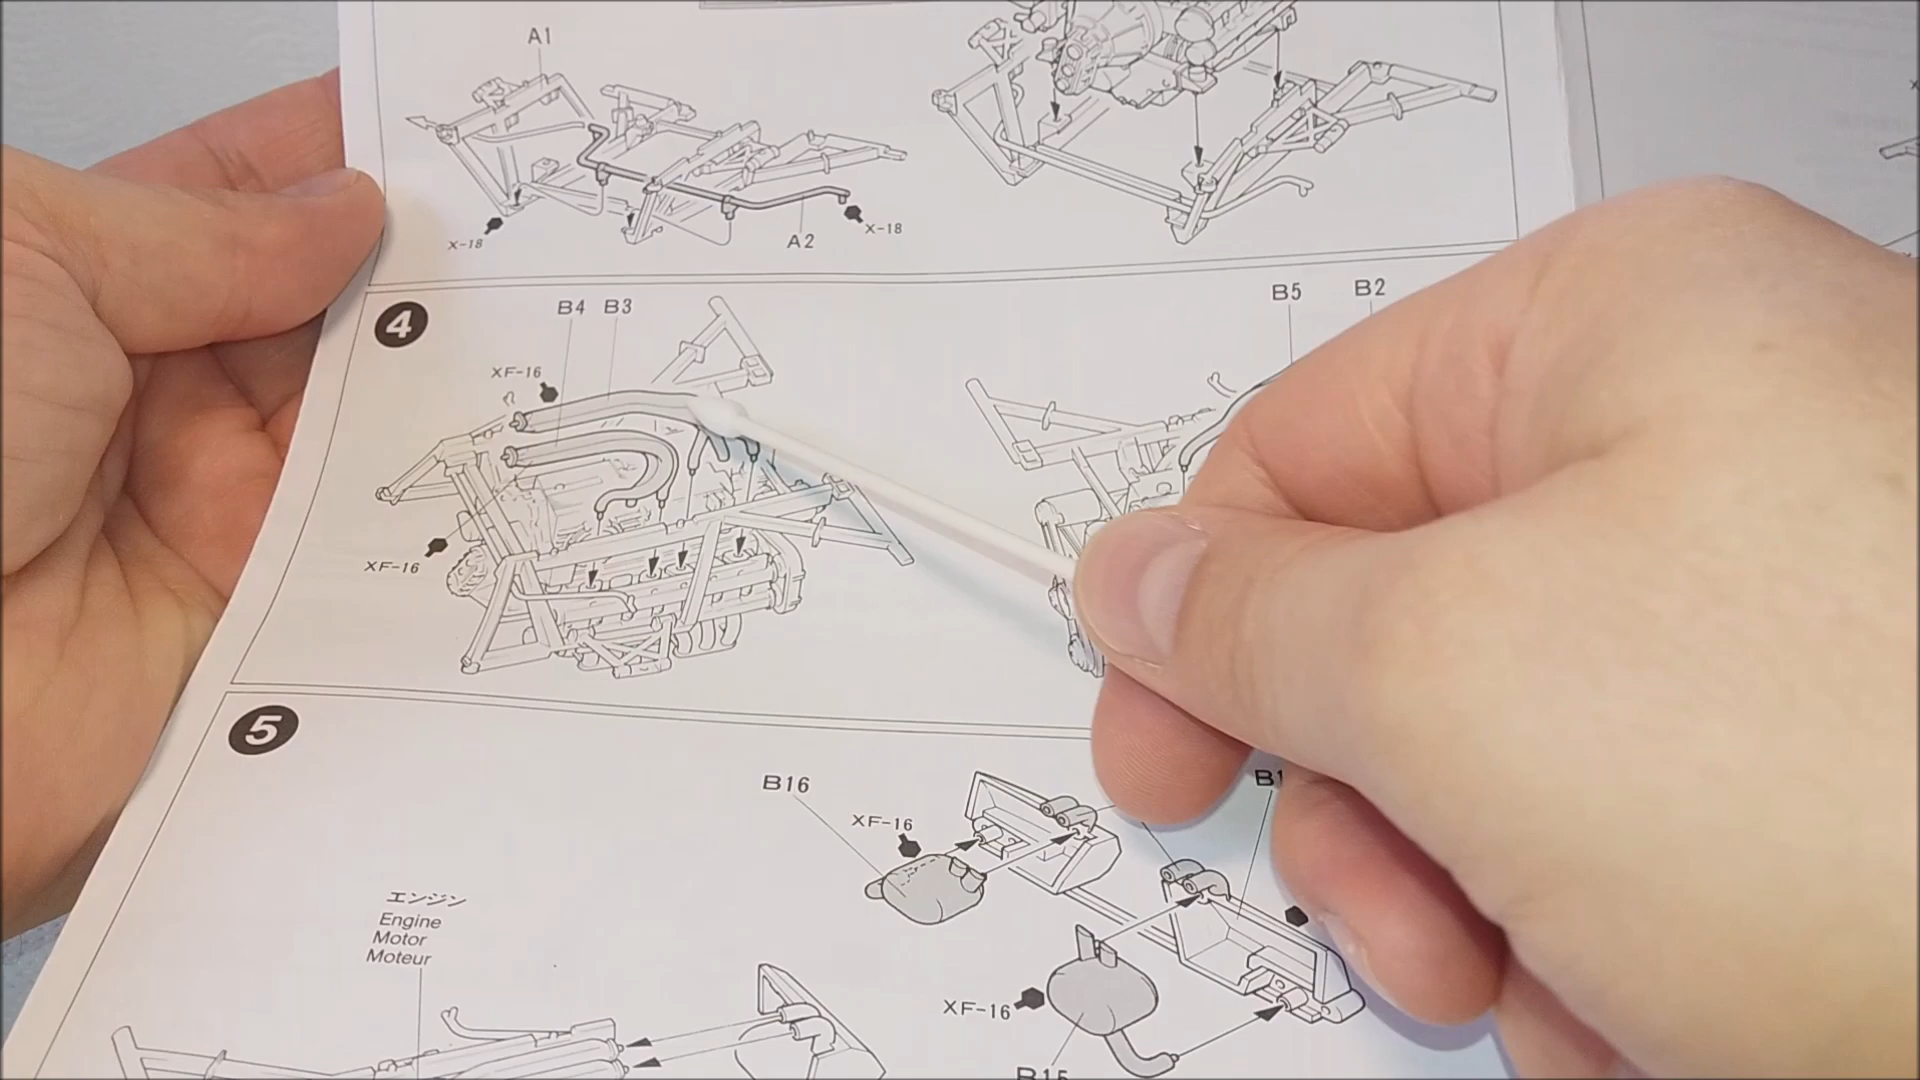 A1
X-18
A2
X-18
4
B4 B3
XF-16
XF-16
B5 B2
5
B16
XF-16
エンジン
Engine
Motor
Moteur
XF-16
B15